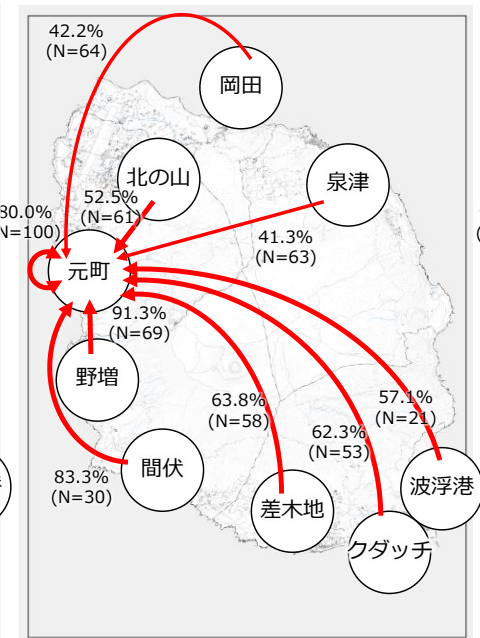 42.2%
(N=64)
岡田
北の山
泉津
52.5%
(N=61)
80.0%
N=100)
41.3%
(N=63)
元町
91.3%
(N=69)
野増
63.8%
(N=58)
57.1%
(N=21)
62.3%
(N=53)
間伏
83.3%
(N=30)
差木地
波浮港
クダッチ